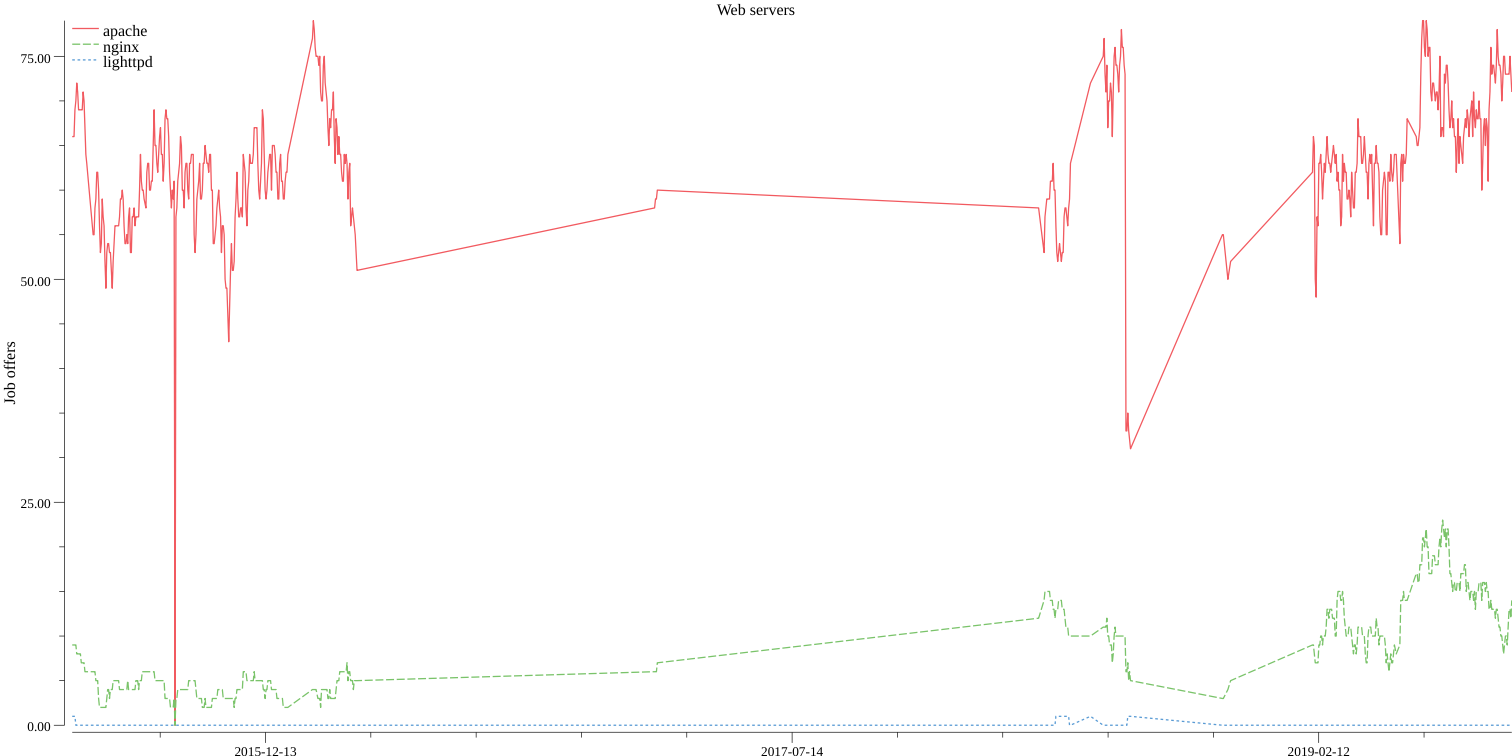 Web servers
apache
nginx
lighttpd
75.00
50.00
Job offers
25.00
0.00
2015-12-13
2017-07-14
2019-02-12